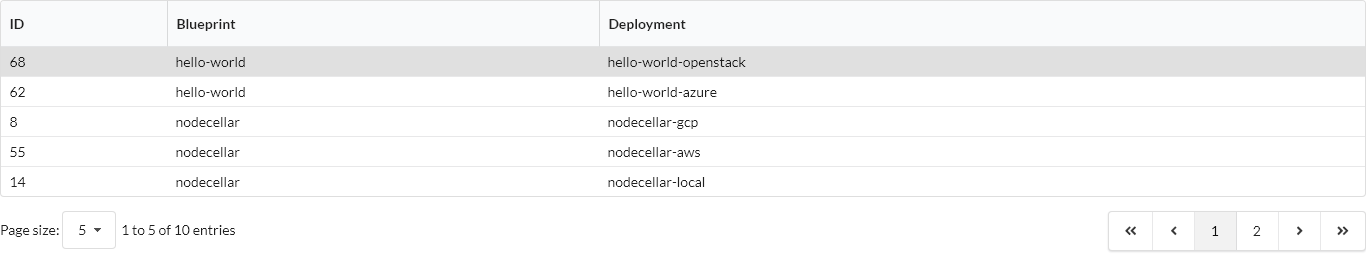 ID Blueprint Deployment
68 hello-world hello-world-openstack
62 hello-world hello-world-azure
8 nodecellar nodecellar-gcp
55 nodecellar nodecellar-aws
14 nodecellar nodecellar-local
Page size: 5 1 to 5 of 10 entries « ‹ 1 2 › »